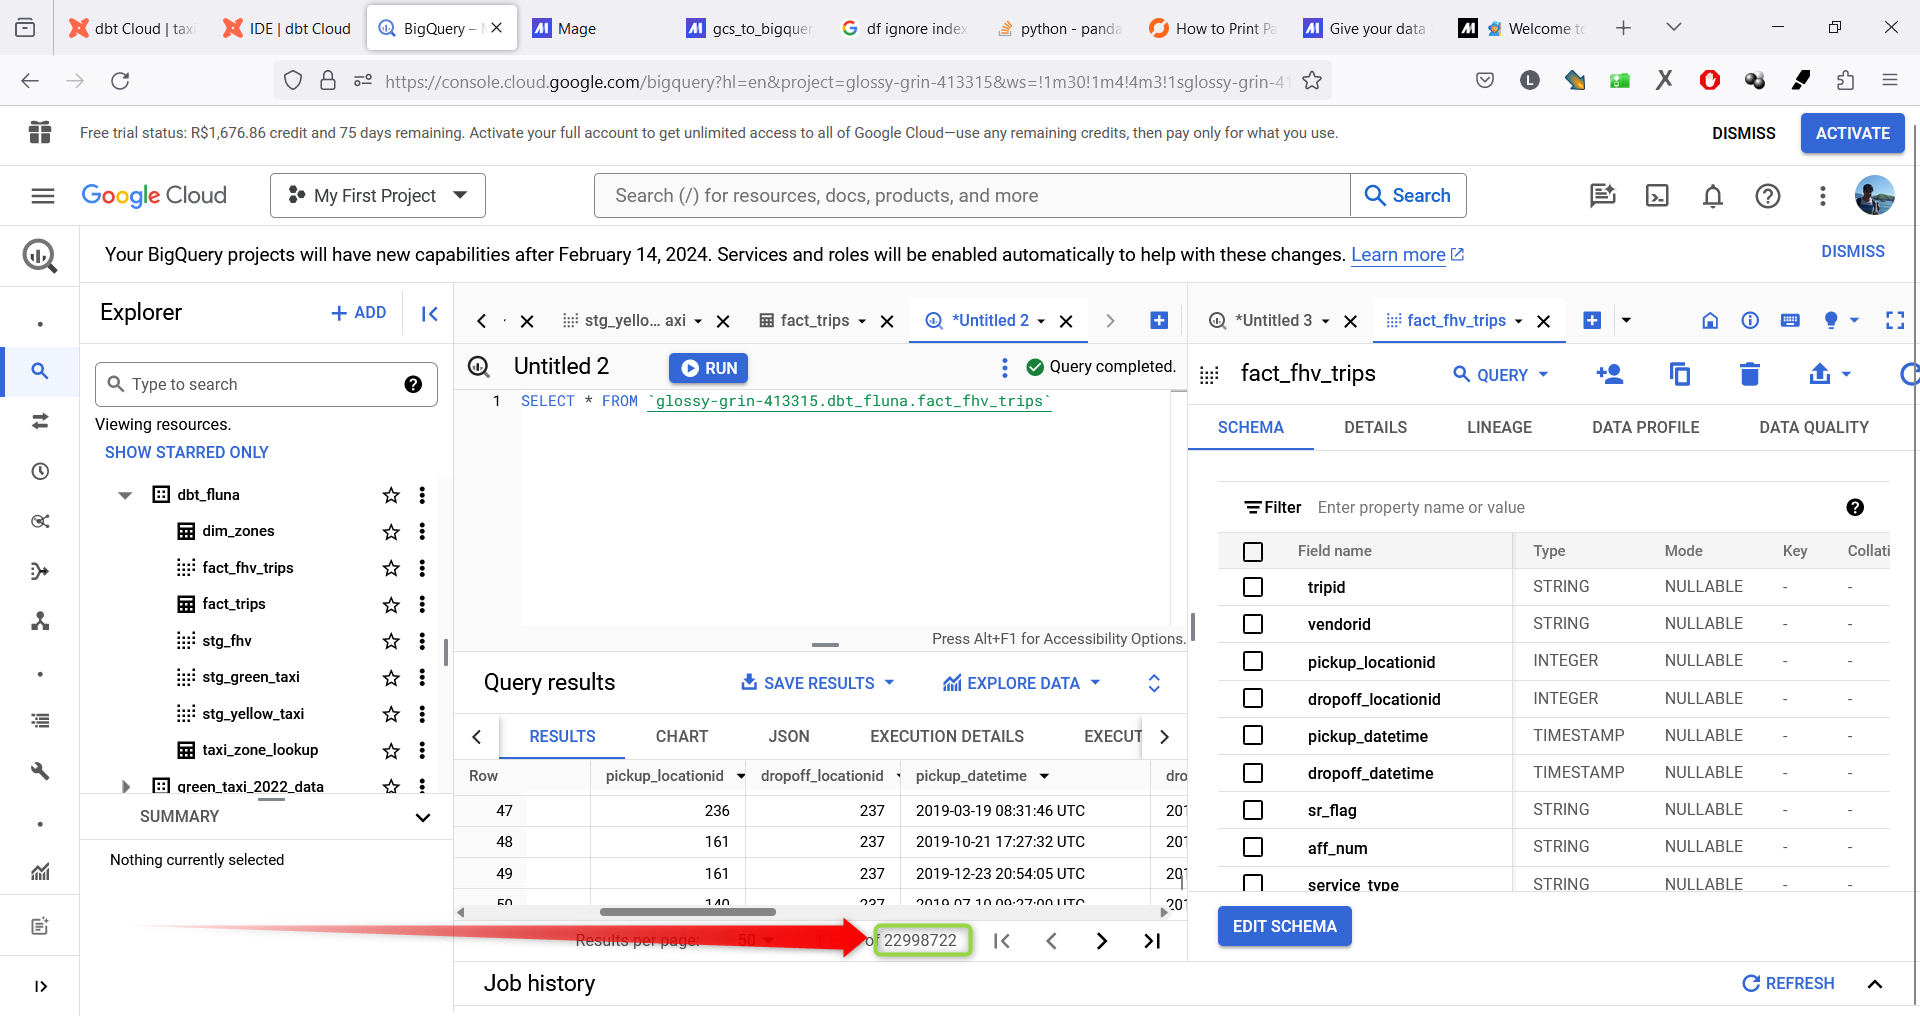 dbt Cloud | taxi
IDE | dbt Cloud
BigQuery – M
Mage
gcs_to_bigquer
df ignore index
python - panda
How to Print Pa
Give your data
Welcome to
https://console.cloud.google.com/bigquery?hl=en&project=glossy-grin-413315&ws=!1m30!1m4!4m3!1sglossy-grin-41
Free trial status: R$1,676.86 credit and 75 days remaining. Activate your full account to get unlimited access to all of Google Cloud—use any remaining credits, then pay only for what you use.
DISMISS
ACTIVATE
Google Cloud
My First Project
Search (/) for resources, docs, products, and more
Search
Your BigQuery projects will have new capabilities after February 14, 2024. Services and roles will be enabled automatically to help with these changes. Learn more
DISMISS
Explorer
+ ADD
Type to search
Viewing resources.
SHOW STARRED ONLY
dbt_fluna
dim_zones
fact_fhv_trips
fact_trips
stg_fhv
stg_green_taxi
stg_yellow_taxi
taxi_zone_lookup
green_taxi_2022_data
SUMMARY
Nothing currently selected
stg_yello... axi
fact_trips
*Untitled 2
Untitled 2
RUN
Query completed.
1 SELECT * FROM `glossy-grin-413315.dbt_fluna.fact_fhv_trips`
Press Alt+F1 for Accessibility Options.
Query results
SAVE RESULTS
EXPLORE DATA
RESULTS CHART JSON EXECUTION DETAILS EXECUT
Row pickup_locationid dropoff_locationid pickup_datetime dro
47 236 237 2019-03-19 08:31:46 UTC 201
48 161 237 2019-10-21 17:27:32 UTC 201
49 161 237 2019-12-23 20:54:05 UTC 201
50 140 237 2019-07-10 09:27:00 UTC 201
Results per page: 50 of 22998722
Job history
REFRESH
*Untitled 3
fact_fhv_trips
fact_fhv_trips
QUERY
SCHEMA DETAILS LINEAGE DATA PROFILE DATA QUALITY
Filter Enter property name or value
Field name Type Mode Key Collati
tripid STRING NULLABLE - -
vendorid STRING NULLABLE - -
pickup_locationid INTEGER NULLABLE - -
dropoff_locationid INTEGER NULLABLE - -
pickup_datetime TIMESTAMP NULLABLE - -
dropoff_datetime TIMESTAMP NULLABLE - -
sr_flag STRING NULLABLE - -
aff_num STRING NULLABLE - -
service_type STRING NULLABLE - -
EDIT SCHEMA